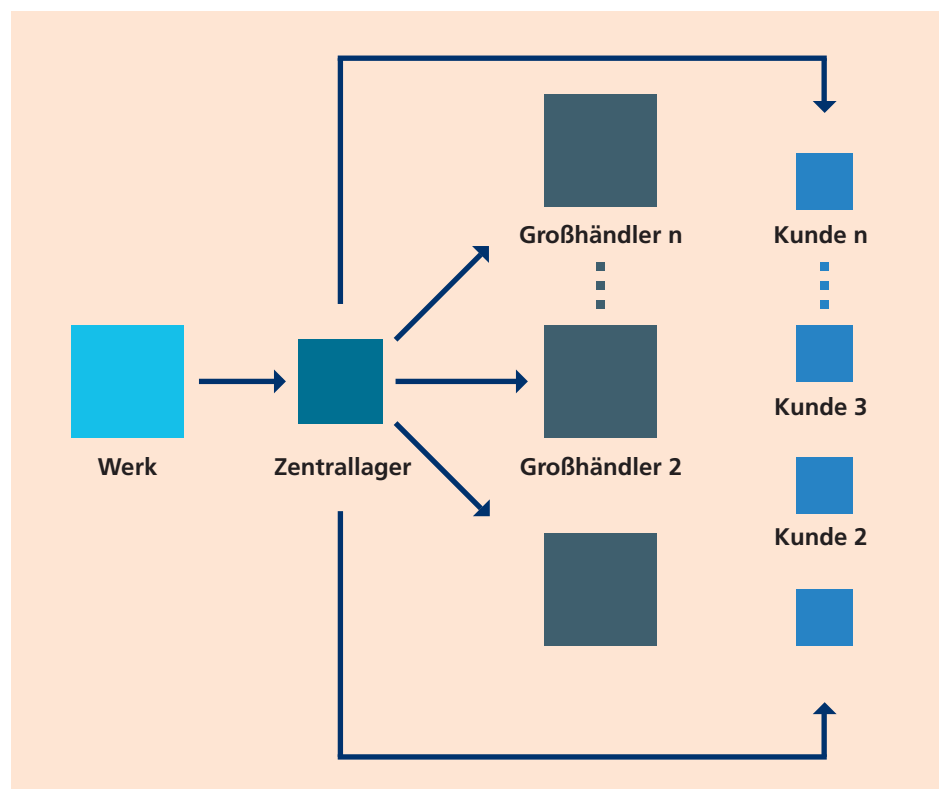 Großhändler n
Kunde n
Kunde 3
Werk
Zentrallager
Großhändler 2
Kunde 2